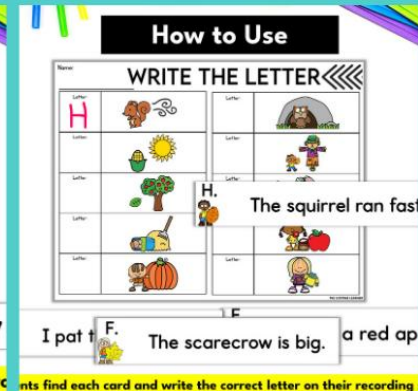 How to Use
Name:
WRITE THE LETTER
Letter: Letter:
H
Letter: Letter:
Letter:
H.
The squirrel ran fast
Letter:
Letter: Letter:
I pat
F.
The scarecrow is big.
a red ap
nts find each card and write the correct letter on their recording